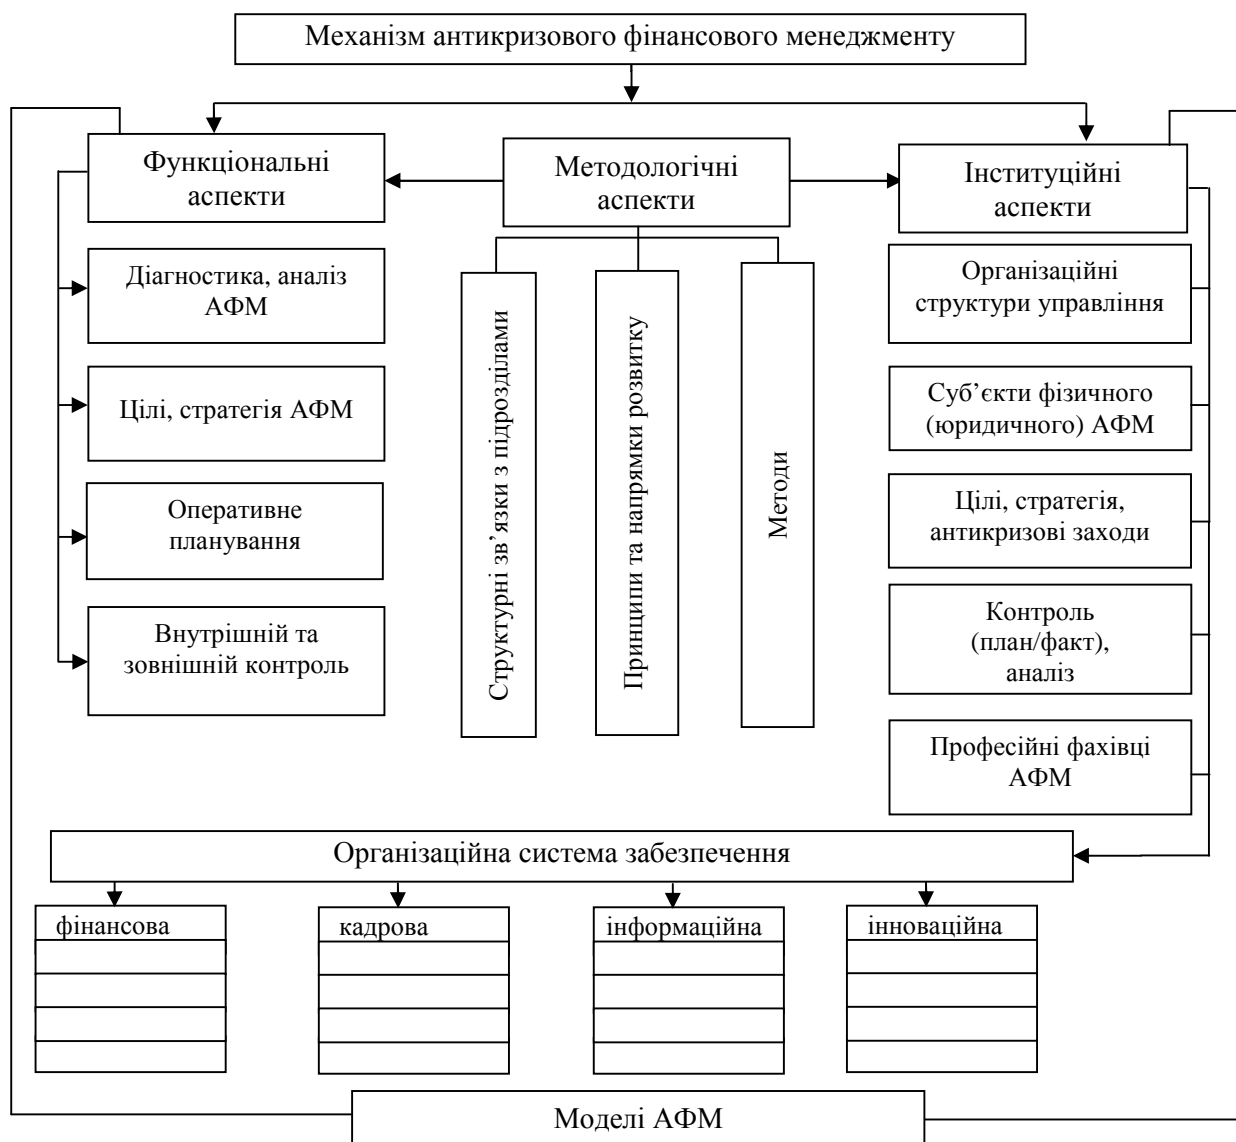 Механізм антикризового фінансового менеджменту
Функціональні
аспекти
Методологічні
аспекти
Інституційні
аспекти
Діагностика, аналіз
АФМ
Цілі, стратегія АФМ
Оперативне
планування
Внутрішній та
зовнішній контроль
Структурні зв’язки з підрозділами
Принципи та напрямки розвитку
Методи
Організаційні
структури управління
Суб’єкти фізичного
(юридичного) АФМ
Цілі, стратегія,
антикризові заходи
Контроль
(план/факт),
аналіз
Професійні фахівці
АФМ
Організаційна система забезпечення
фінансова
кадрова
інформаційна
інноваційна
Моделі АФМ